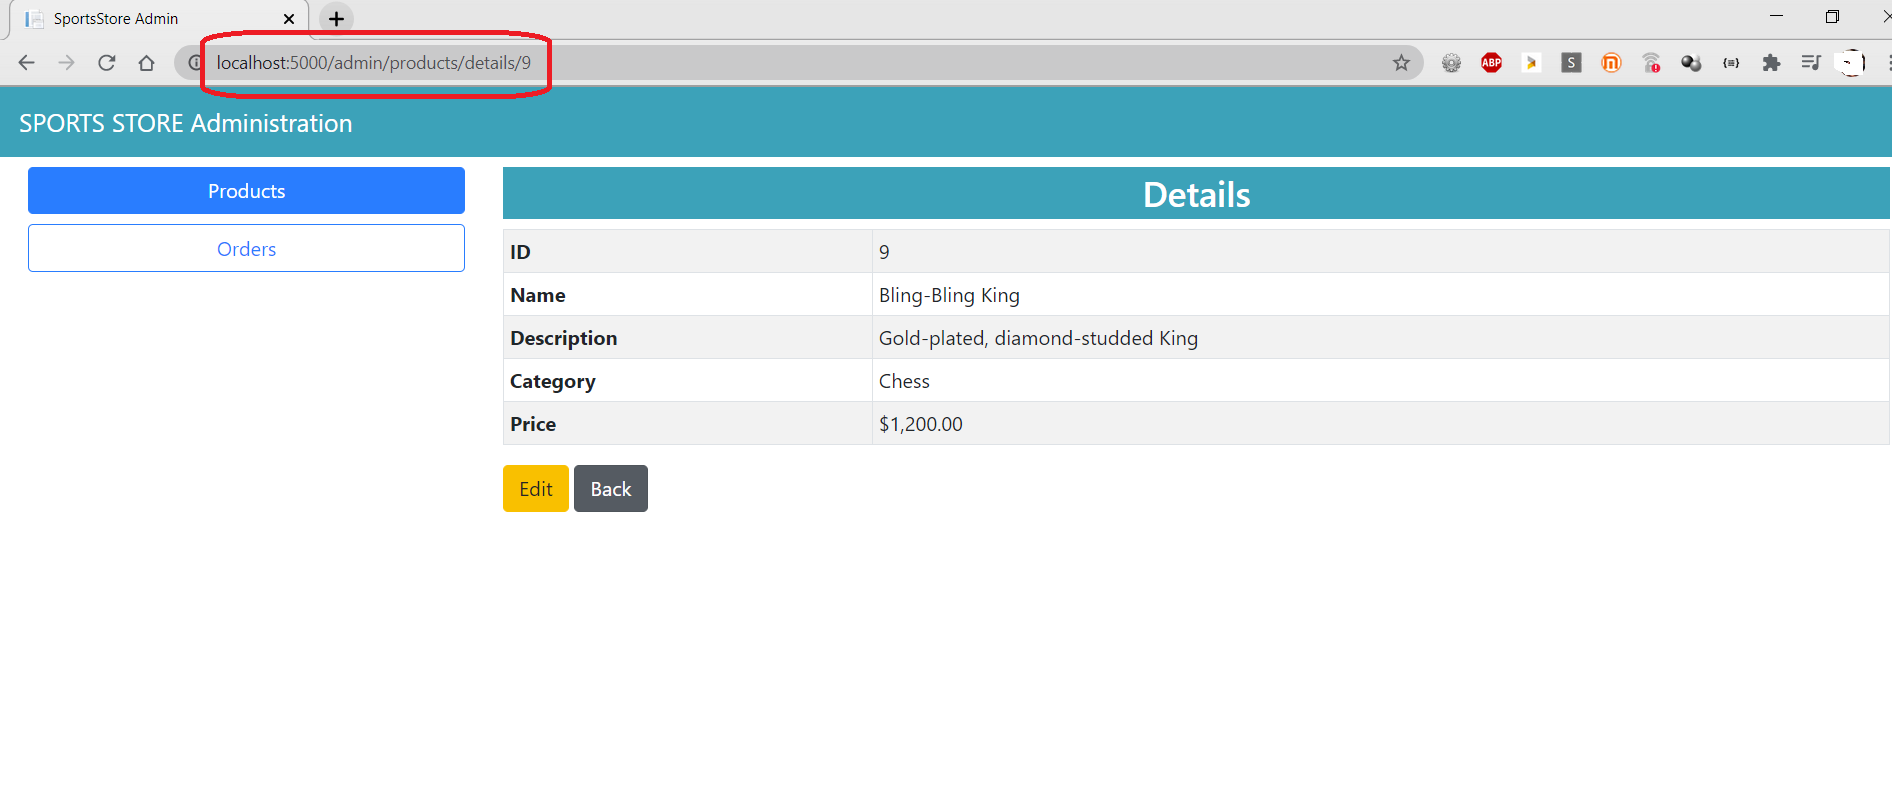 SportsStore Admin
localhost:5000/admin/products/details/9
ABP
S
SPORTS STORE Administration
Products
Orders
Details
ID 9
Name Bling-Bling King
Description Gold-plated, diamond-studded King
Category Chess
Price $1,200.00
Edit Back